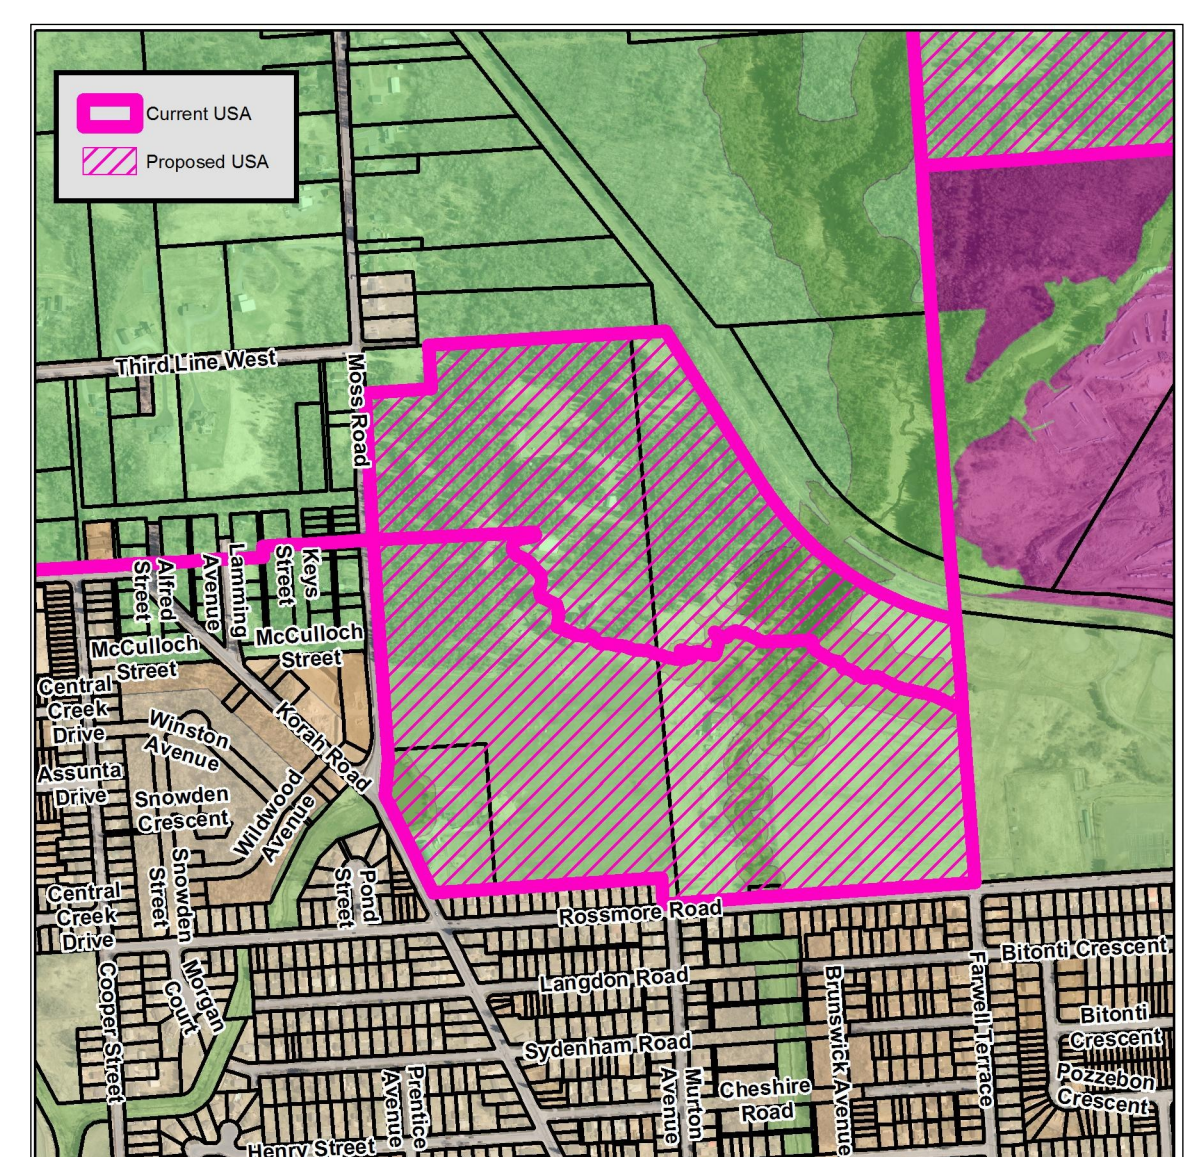 Current USA
Proposed USA
Third Line West
Moss Road
Alfred
Street
Lamming
Avenue
Keys
Street
McCulloch
Street
McCulloch
Street
Central
Creek
Drive
Winston
Avenue
Korah Road
Assunta
Drive
Snowden
Crescent
Wildwood
Avenue
Snowden
Street
Pond
Street
Central
Creek
Drive
Rossmore Road
Langdon Road
Bitonti Crescent
Cooper Street
Morgan
Court
Brunswick Avenue
Farwell Terrace
Bitonti
Crescent
Sydenham Road
Prentice
Avenue
Murton
Avenue
Cheshire
Road
Pozzebon
Crescent
Henry Street